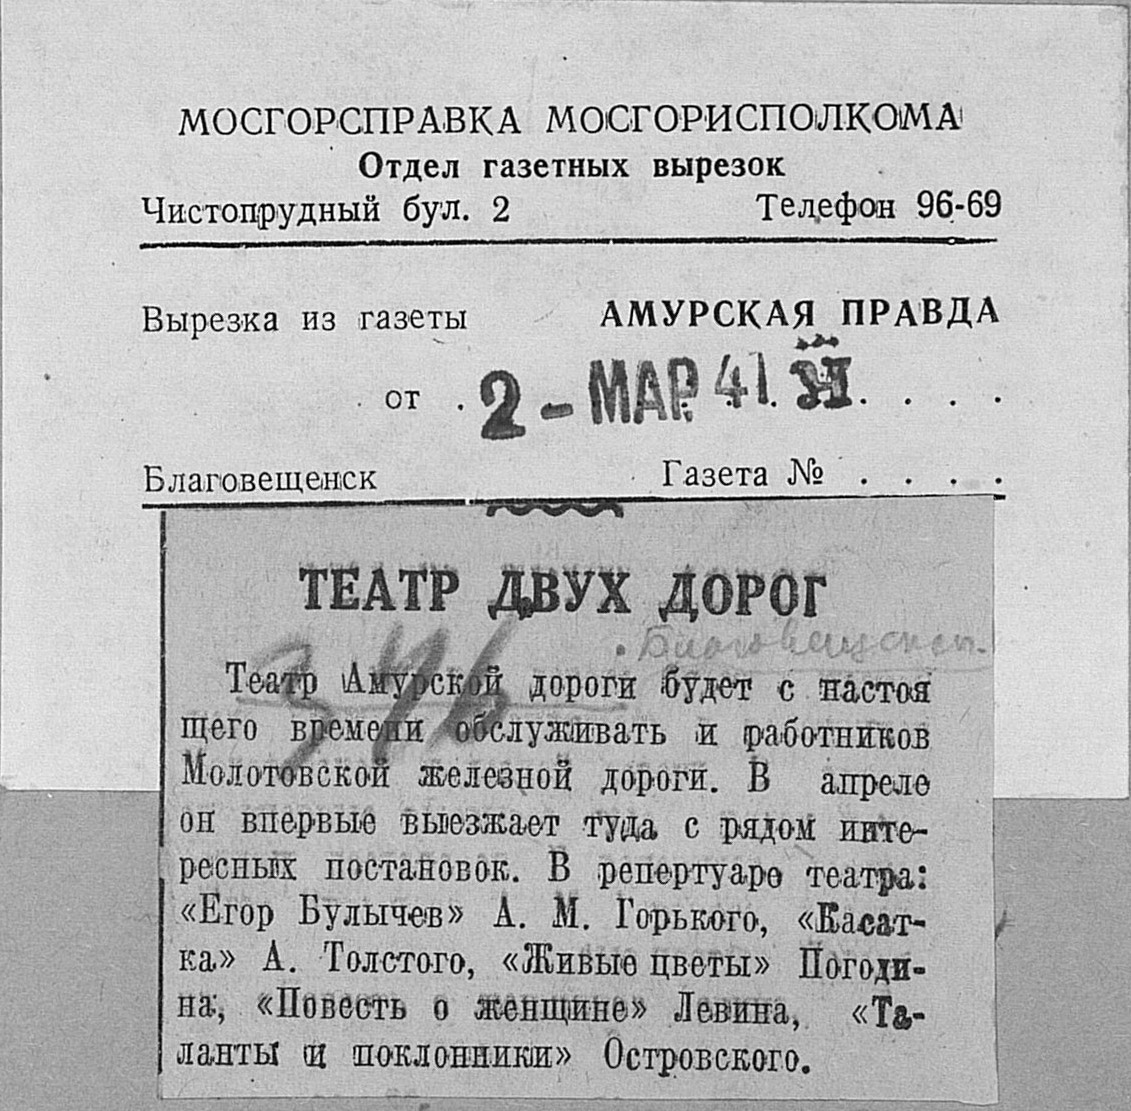 МОСГОРСПРАВКА МОСГОРИСПОЛКОМА
Отдел газетных вырезок
Чистопрудный бул. 2 Телефон 96-69
Вырезка из газеты АМУРСКАЯ ПРАВДА
от . 2 - МАР 41 . . . .
Благовещенск Газета № . . . .
ТЕАТР ДВУХ ДОРОГ
Театр Амурской дороги будет с настоя
щего времени обслуживать и работников
Молотовской железной дороги. В апреле
он впервые выезжает туда с рядом инте-
ресных постановок. В репертуаре театра:
«Егор Булычев» А. М. Горького, «Касат-
ка» А. Толстого, «Живые цветы» Погоди-
на, «Повесть о женщине» Левина, «Та-
ланты и поклонники» Островского.